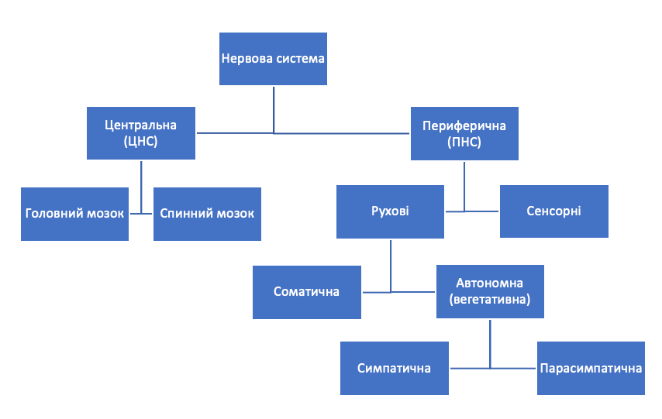 Нервова система
Центральна
(ЦНС)
Периферична
(ПНС)
Головний мозок
Спинний мозок
Рухові
Сенсорні
Соматична
Автономна
(вегетативна)
Симпатична
Парасимпатична